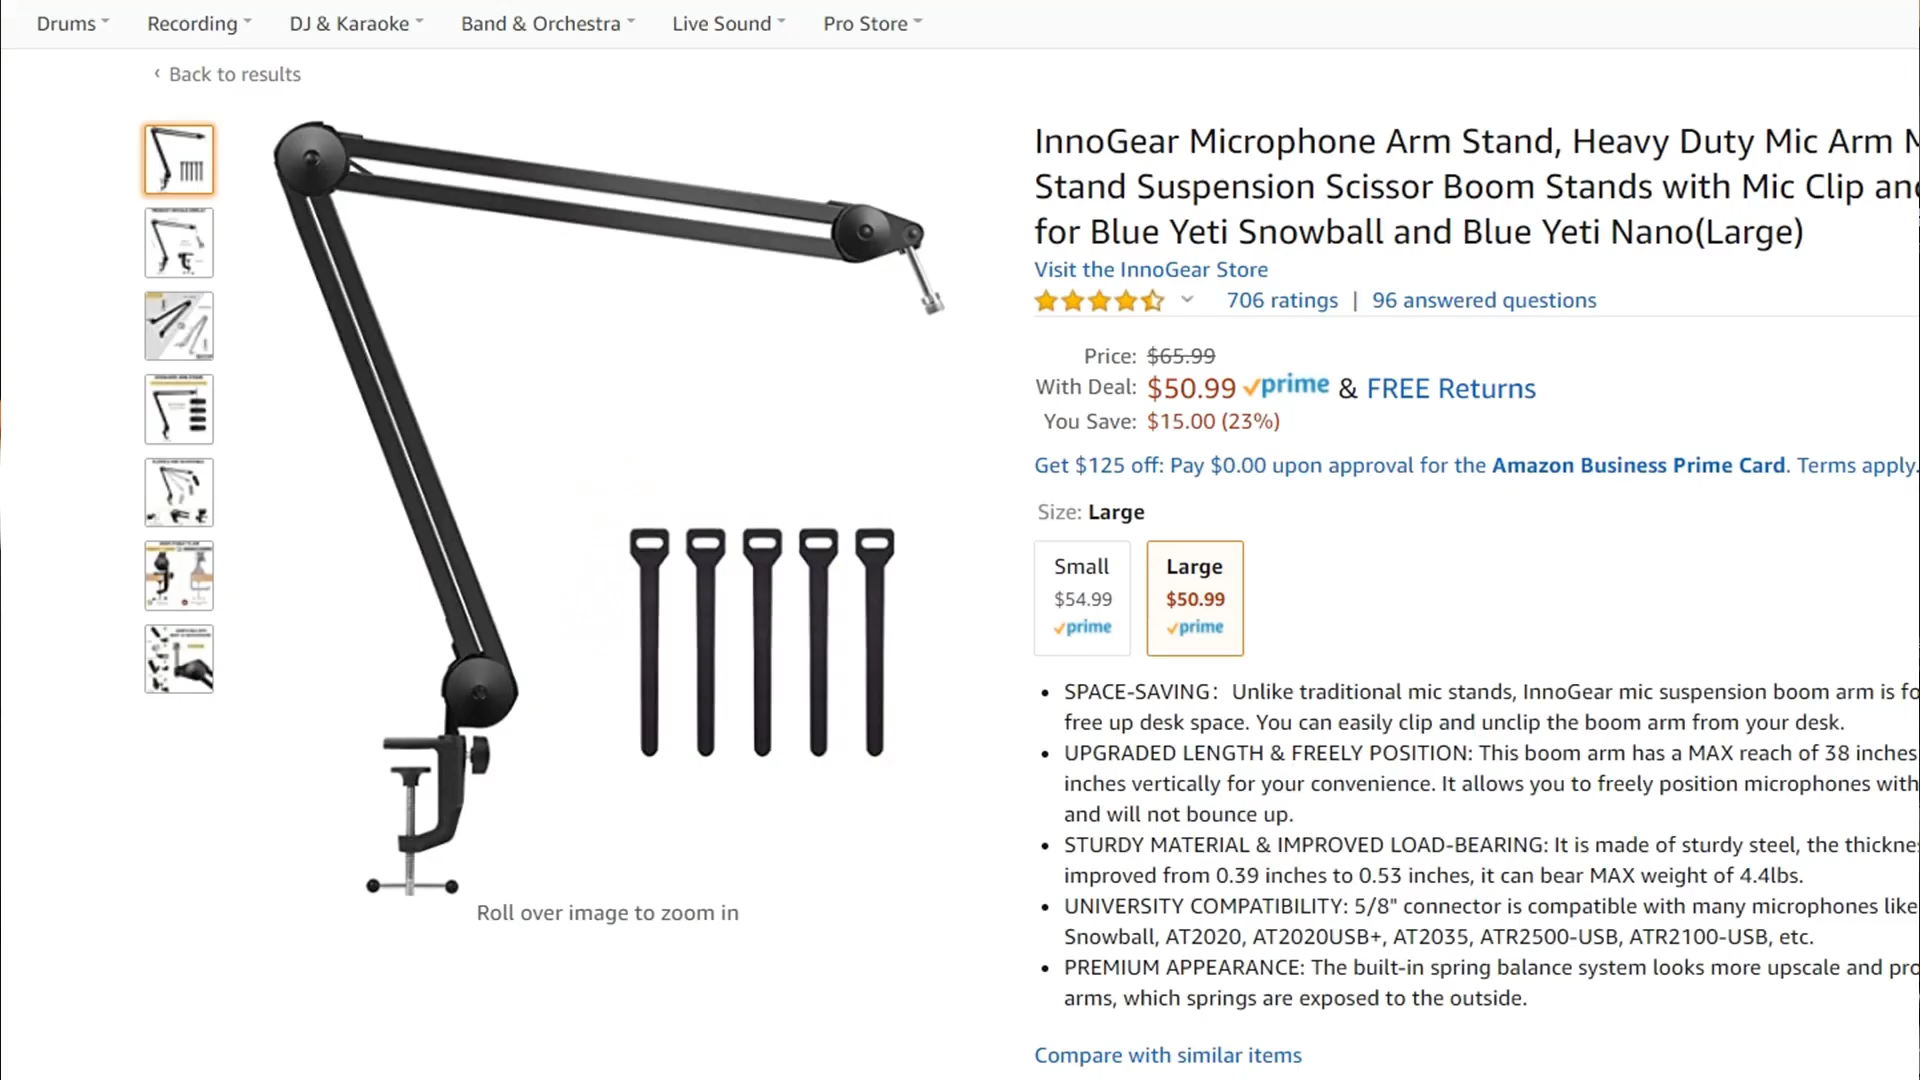 Drums
Recording
DJ & Karaoke
Band & Orchestra
Live Sound
Pro Store
‹ Back to results
InnoGear Microphone Arm Stand, Heavy Duty Mic Arm M
Stand Suspension Scissor Boom Stands with Mic Clip and
for Blue Yeti Snowball and Blue Yeti Nano(Large)
Visit the InnoGear Store
706 ratings | 96 answered questions
Price: $65.99
With Deal: $50.99 prime & FREE Returns
You Save: $15.00 (23%)
Get $125 off: Pay $0.00 upon approval for the Amazon Business Prime Card. Terms apply.
Size: Large
Small
$54.99
prime
Large
$50.99
prime
• SPACE-SAVING： Unlike traditional mic stands, InnoGear mic suspension boom arm is fo
free up desk space. You can easily clip and unclip the boom arm from your desk.
• UPGRADED LENGTH & FREELY POSITION: This boom arm has a MAX reach of 38 inches
inches vertically for your convenience. It allows you to freely position microphones with
and will not bounce up.
• STURDY MATERIAL & IMPROVED LOAD-BEARING: It is made of sturdy steel, the thickne
improved from 0.39 inches to 0.53 inches, it can bear MAX weight of 4.4lbs.
• UNIVERSITY COMPATIBILITY: 5/8" connector is compatible with many microphones like
Snowball, AT2020, AT2020USB+, AT2035, ATR2500-USB, ATR2100-USB, etc.
• PREMIUM APPEARANCE: The built-in spring balance system looks more upscale and pro
arms, which springs are exposed to the outside.
Roll over image to zoom in
Compare with similar items